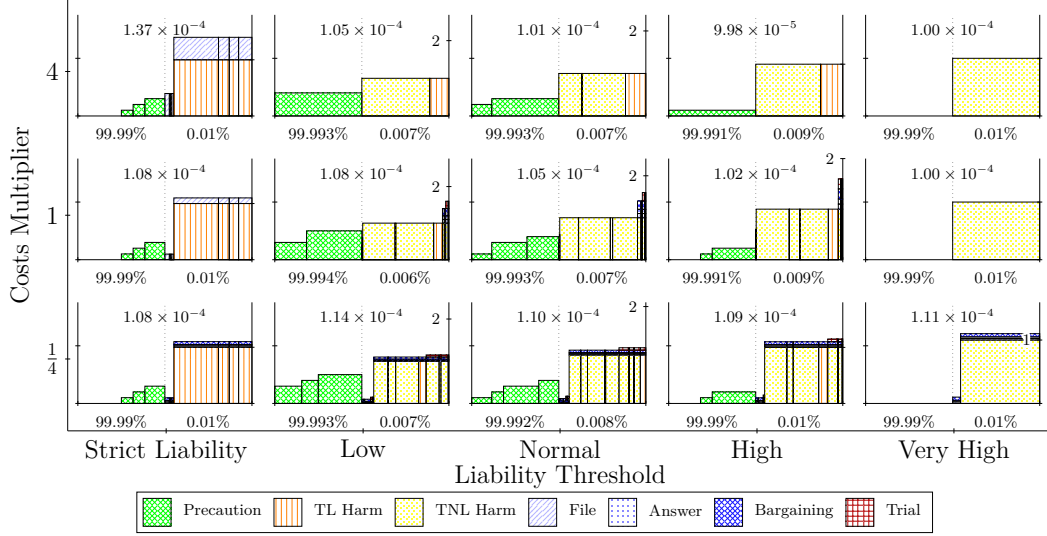 1.37 × 10⁻⁴ 1.05 × 10⁻⁴ 2 1.01 × 10⁻⁴ 2 9.98 × 10⁻⁵ 1.00 × 10⁻⁴
4
99.99% 0.01% 99.993% 0.007% 99.993% 0.007% 99.991% 0.009% 99.99% 0.01%
Costs Multiplier
1.08 × 10⁻⁴ 1.08 × 10⁻⁴ 2 1.05 × 10⁻⁴ 2 1.02 × 10⁻⁴ 2 1.00 × 10⁻⁴
1
99.99% 0.01% 99.994% 0.006% 99.993% 0.007% 99.991% 0.009% 99.99% 0.01%
1.08 × 10⁻⁴ 1.14 × 10⁻⁴ 2 1.10 × 10⁻⁴ 2 1.09 × 10⁻⁴ 2 1.11 × 10⁻⁴ 1
1/4
99.99% 0.01% 99.993% 0.007% 99.992% 0.008% 99.99% 0.01% 99.99% 0.01%
Strict Liability Low Normal High Very High
Liability Threshold
Precaution TL Harm TNL Harm File Answer Bargaining Trial